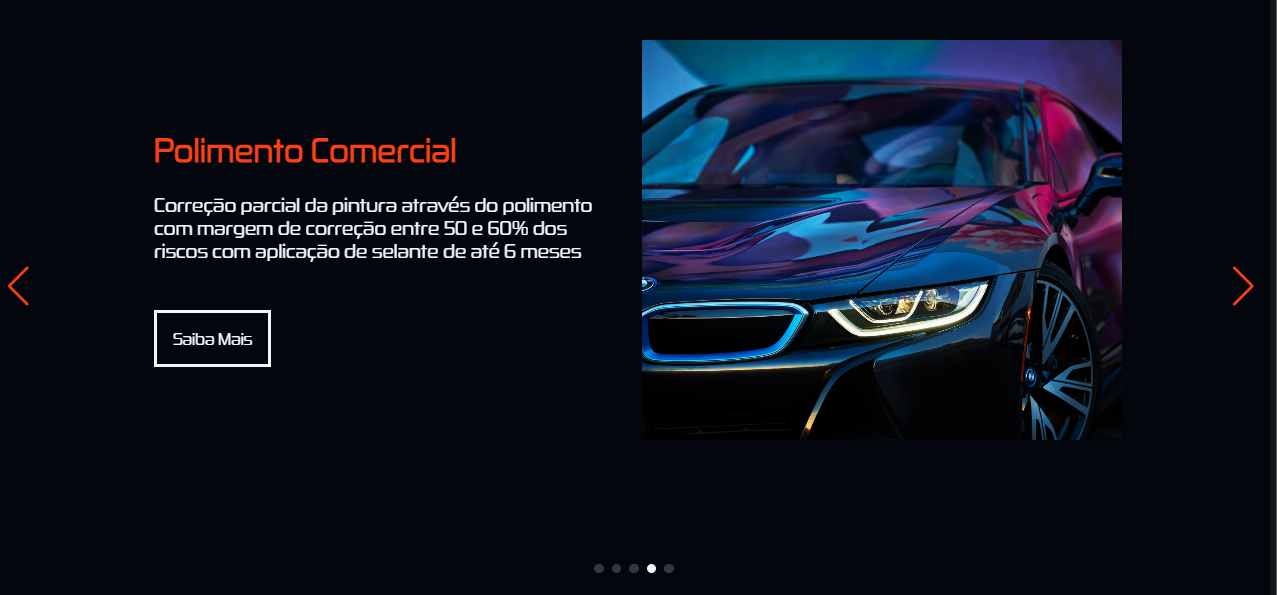 Polimento Comercial
Correção parcial da pintura através do polimento
com margem de correção entre 50 e 60% dos
riscos com aplicação de selante de até 6 meses
Saiba Mais